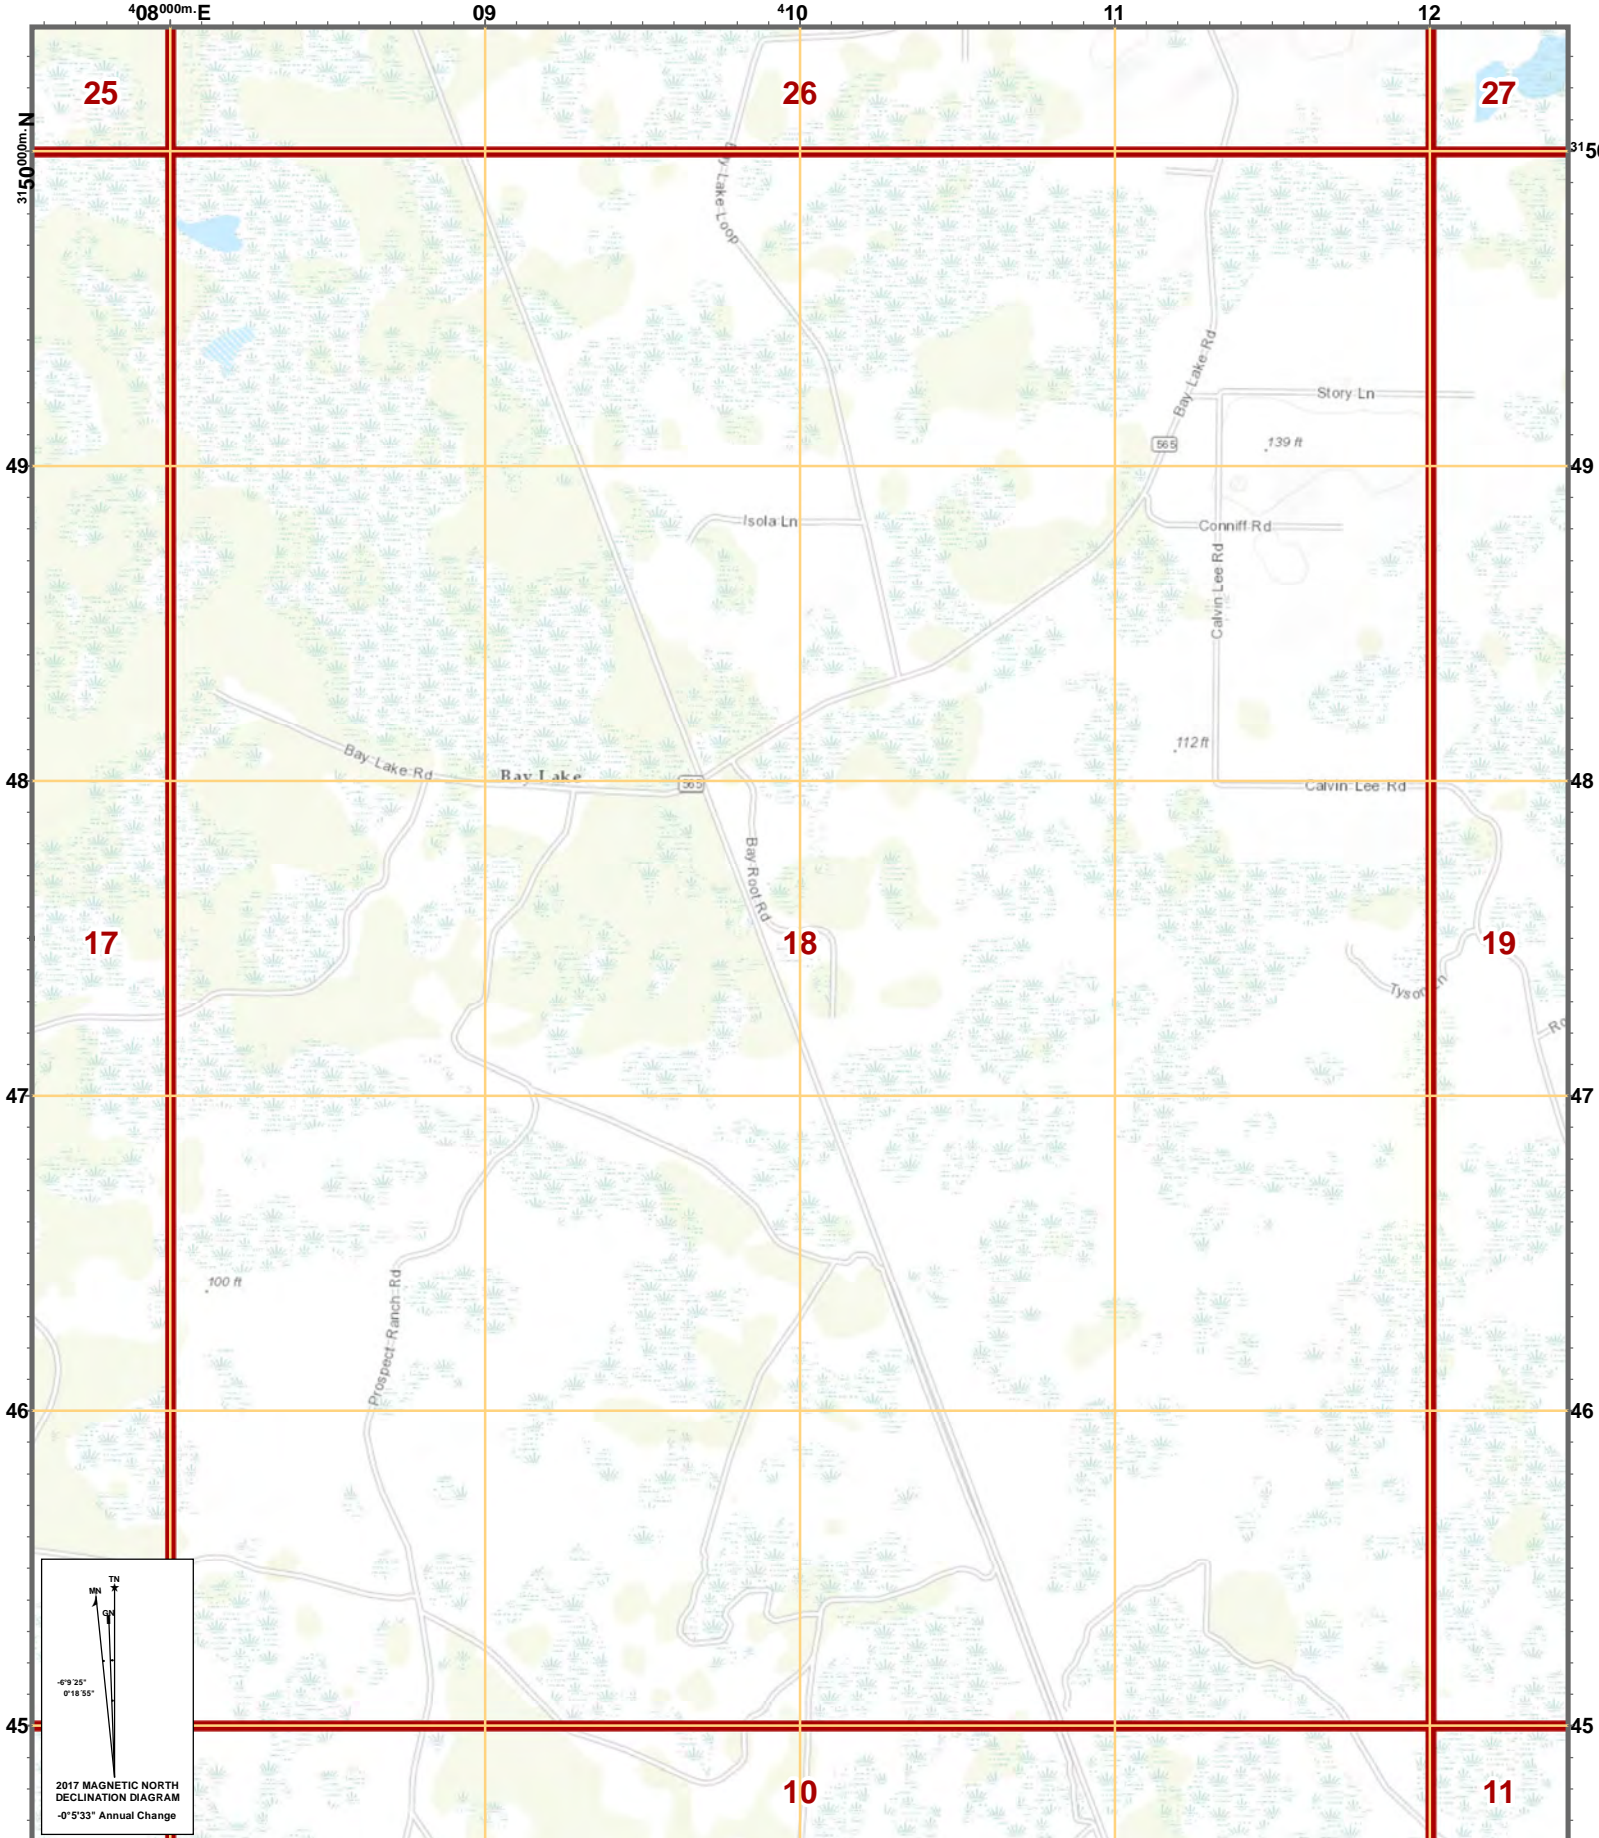 408000m. E
09
410
11
12
25
26
27
3150000m. N
3150
Lake Loop
Bay Lake Rd
Story Ln
139 ft
565
49
49
Isola Ln
Conniff Rd
Calvin Lee Rd
112 ft
Bay Lake Rd
Bay Lake
48
565
48
Calvin Lee Rd
Bay Root Rd
17
18
19
Tyson Ln
Ro
47
47
100 ft
Prospect Ranch Rd
46
46
TN
MN
GN
-6°9'25"
0°18'55"
45
45
2017 MAGNETIC NORTH
DECLINATION DIAGRAM
-0°5'33" Annual Change
10
11